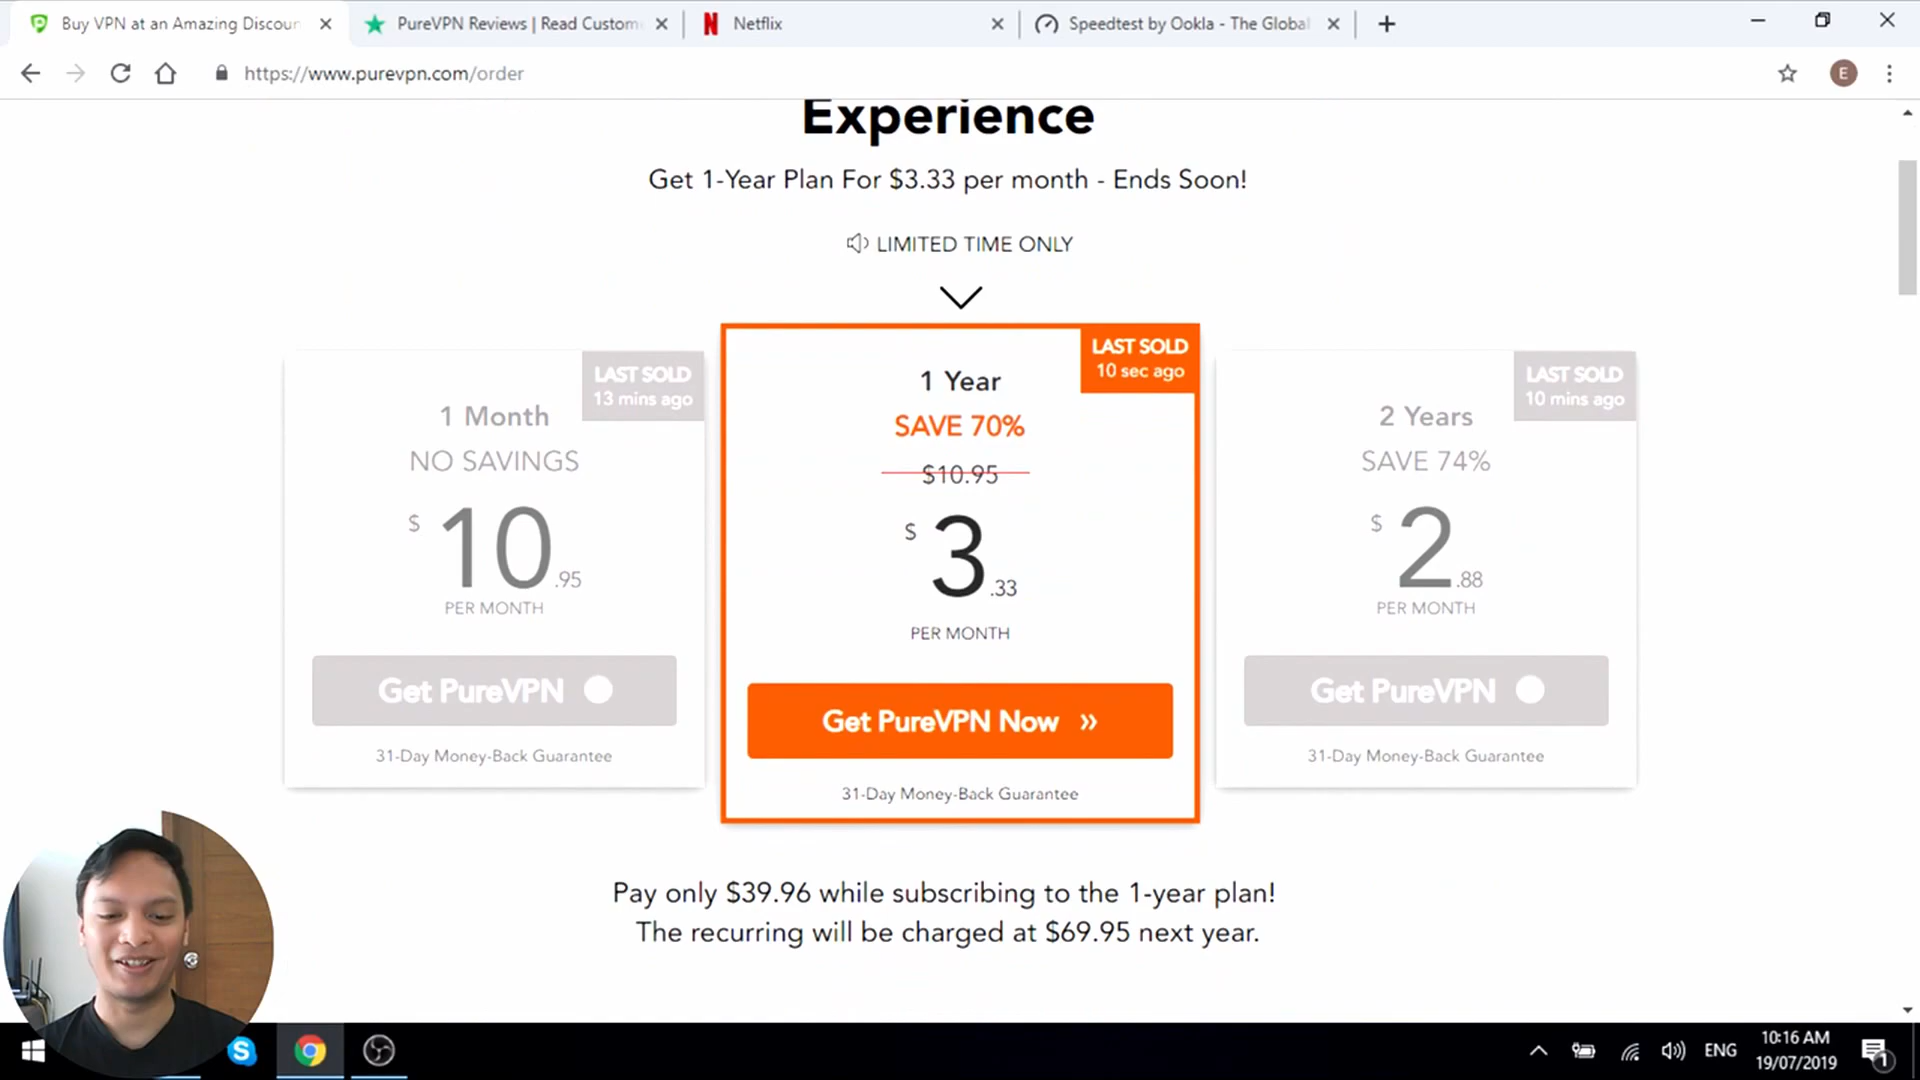 Buy VPN at an Amazing Discoun
PureVPN Reviews | Read Custom
Netflix
Speedtest by Ookla - The Global
https://www.purevpn.com/order
E
Experience
Get 1-Year Plan For $3.33 per month - Ends Soon!
LIMITED TIME ONLY
LAST SOLD
13 mins ago
1 Month
NO SAVINGS
$10.95
PER MONTH
Get PureVPN
31-Day Money-Back Guarantee
LAST SOLD
10 sec ago
1 Year
SAVE 70%
$10.95
$3.33
PER MONTH
Get PureVPN Now »
31-Day Money-Back Guarantee
LAST SOLD
10 mins ago
2 Years
SAVE 74%
$2.88
PER MONTH
Get PureVPN
31-Day Money-Back Guarantee
Pay only $39.96 while subscribing to the 1-year plan!
The recurring will be charged at $69.95 next year.
ENG
10:16 AM
19/07/2019
1